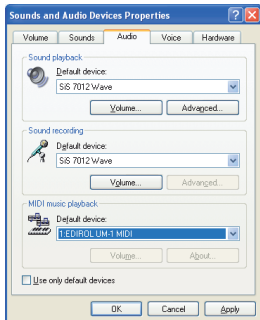 Sounds and Audio Devices Properties
Volume Sounds Audio Voice Hardware
Sound playback
Default device:
SiS 7012 Wave
Volume... Advanced...
Sound recording
Default device:
SiS 7012 Wave
Volume... Advanced...
MIDI music playback
Default device:
1:EDIROL UM-1 MIDI
Volume... About...
Use only default devices
OK Cancel Apply